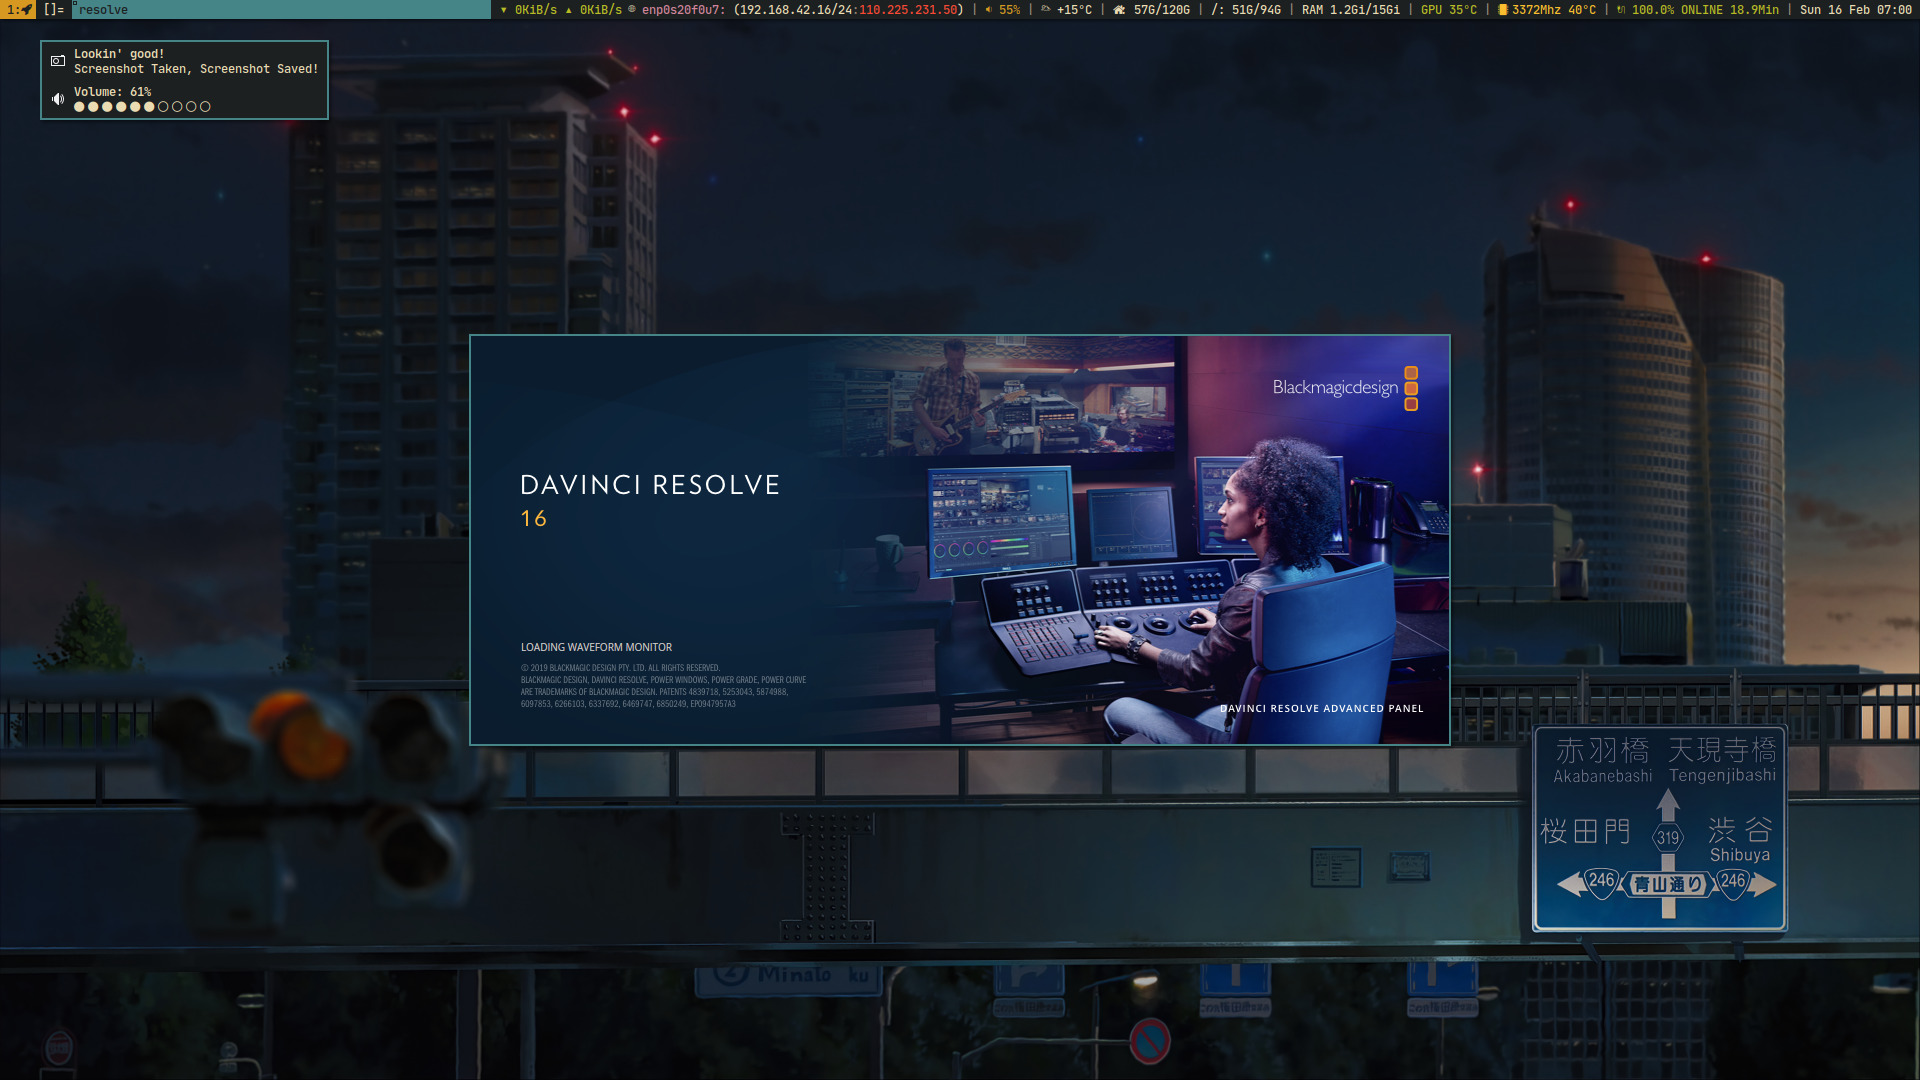 1: []= resolve
▼ 0KiB/s ▲ 0KiB/s enp0s20f0u7: (192.168.42.16/24:110.225.231.50) | 55% | +15°C | 57G/120G | /: 51G/94G | RAM 1.2Gi/15Gi | GPU 35°C | 3372Mhz 40°C | 100.0% ONLINE 18.9Min | Sun 16 Feb 07:00
Lookin' good!
Screenshot Taken, Screenshot Saved!
Volume: 61%
Blackmagicdesign
DAVINCI RESOLVE
16
LOADING WAVEFORM MONITOR
© 2019 BLACKMAGIC DESIGN PTY. LTD. ALL RIGHTS RESERVED.
BLACKMAGIC DESIGN, DAVINCI RESOLVE, POWER WINDOWS, POWER GRADE, POWER CURVE
ARE TRADEMARKS OF BLACKMAGIC DESIGN. PATENTS 4839718, 5253043, 5874988,
6097853, 6266103, 6337692, 6469747, 6850249, EP0947957A3
DAVINCI RESOLVE ADVANCED PANEL
赤羽橋 天現寺橋
Akabanebashi Tengenjibashi
桜田門 319 渋谷
Shibuya
246 青山通り 246
2 Minato ku